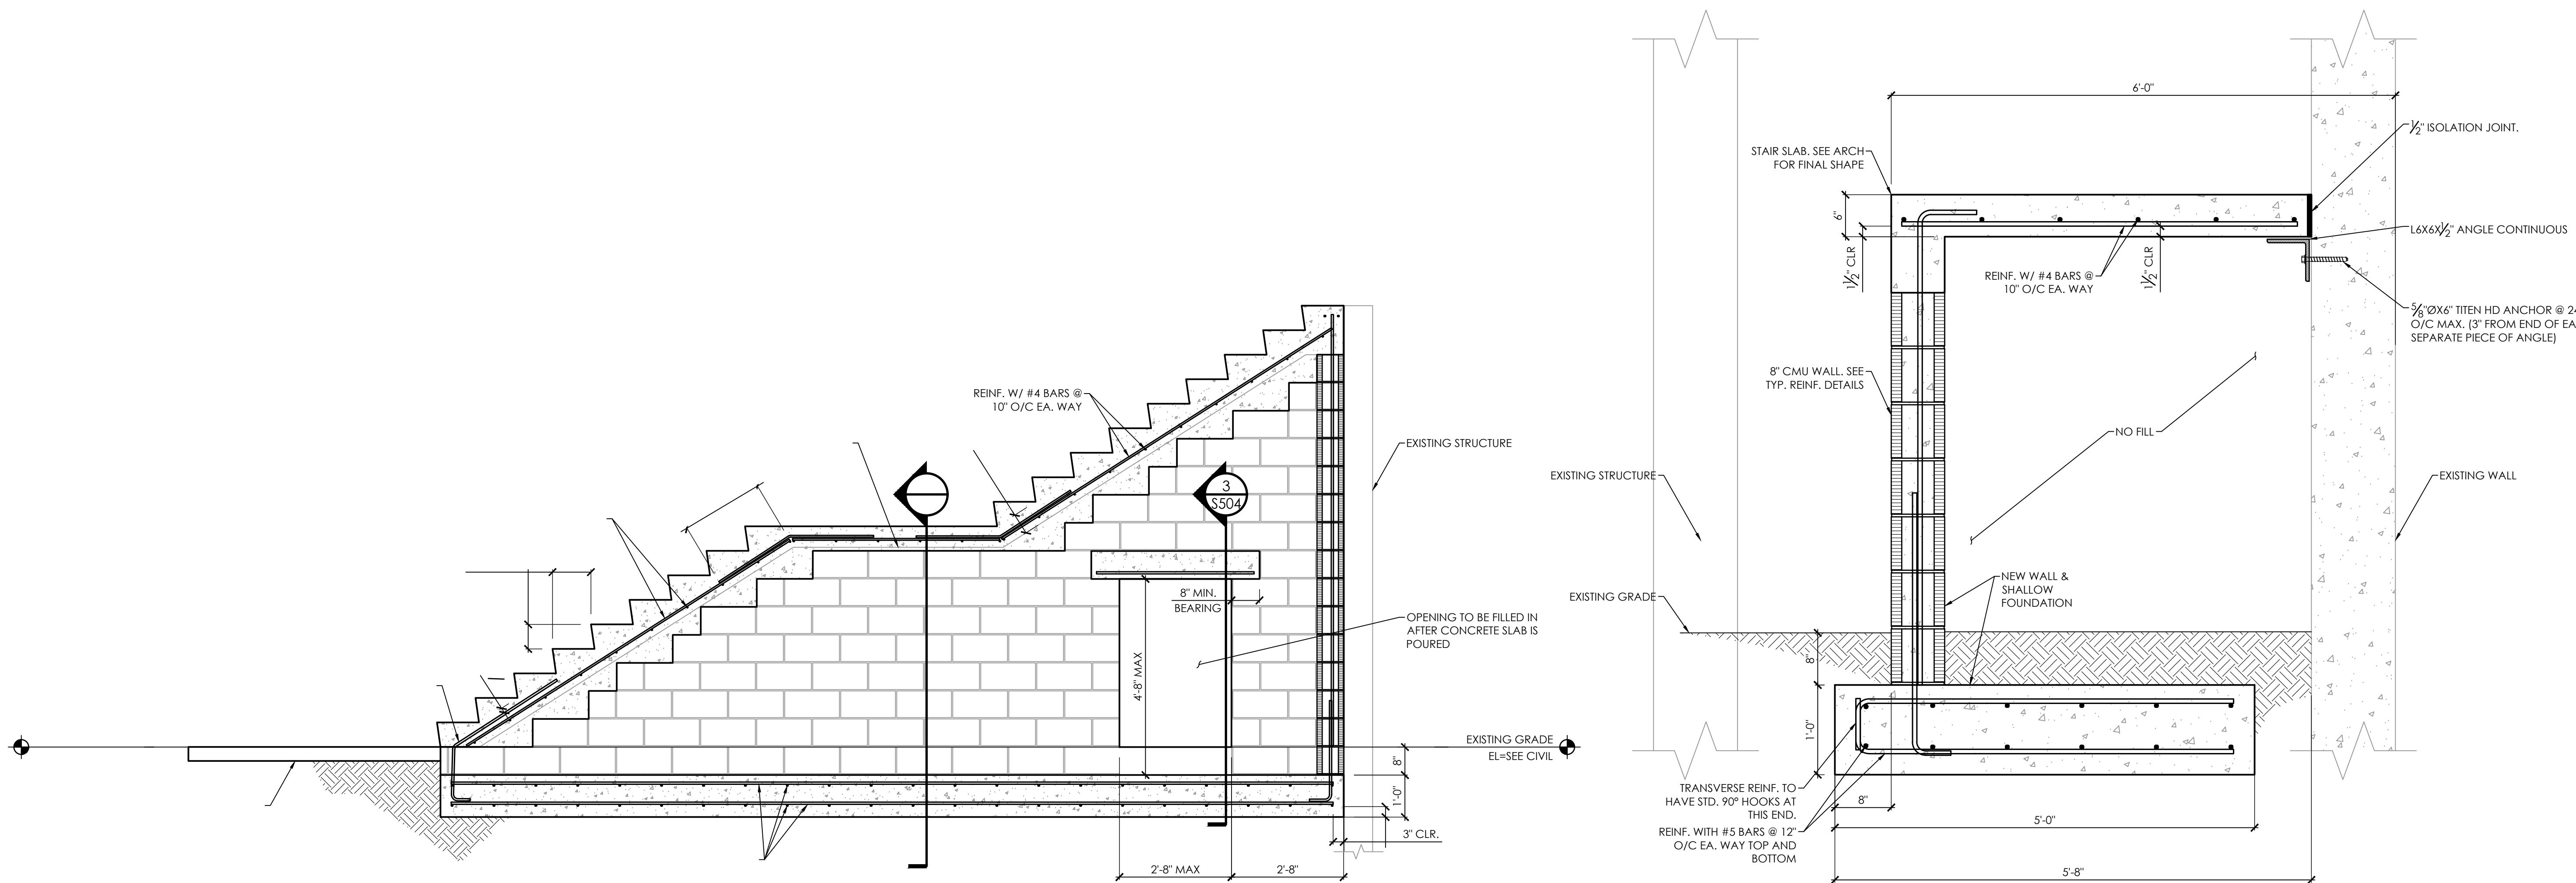 REINF. W/ #4 BARS @
10" O/C EA. WAY
EXISTING STRUCTURE
3
S504
8" MIN.
BEARING
OPENING TO BE FILLED IN
AFTER CONCRETE SLAB IS
POURED
4'-8" MAX
EXISTING GRADE
EL=SEE CIVIL
8"
1'-0"
3" CLR.
2'-8" MAX
2'-8"
6'-0"
1/2" ISOLATION JOINT.
STAIR SLAB. SEE ARCH
FOR FINAL SHAPE
6"
1 1/2" CLR
L6X6X1/2" ANGLE CONTINUOUS
REINF. W/ #4 BARS @
10" O/C EA. WAY
1 1/2" CLR
5/8"ØX6" TITEN HD ANCHOR @
O/C MAX. (3" FROM END OF EA
SEPARATE PIECE OF ANGLE)
8" CMU WALL. SEE
TYP. REINF. DETAILS
NO FILL
EXISTING STRUCTURE
EXISTING WALL
NEW WALL &
SHALLOW
FOUNDATION
EXISTING GRADE
8"
1'-0"
TRANSVERSE REINF. TO
HAVE STD. 90° HOOKS AT
THIS END.
8"
5'-0"
REINF. WITH #5 BARS @ 12"
O/C EA. WAY TOP AND
BOTTOM
5'-8"